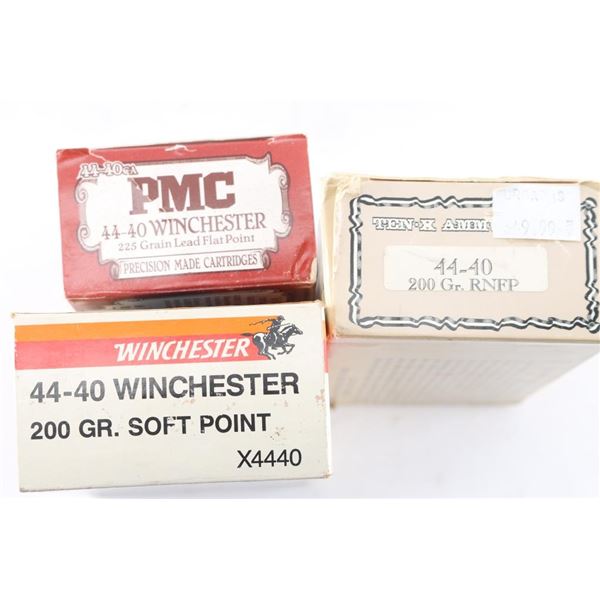 44-40CA
PMC
44-40 WINCHESTER
225 Grain Lead Flat Point
PRECISION MADE CARTRIDGES
TEN-X
44-40
200 Gr. RNFP
WINCHESTER
44-40 WINCHESTER
200 GR. SOFT POINT
X4440